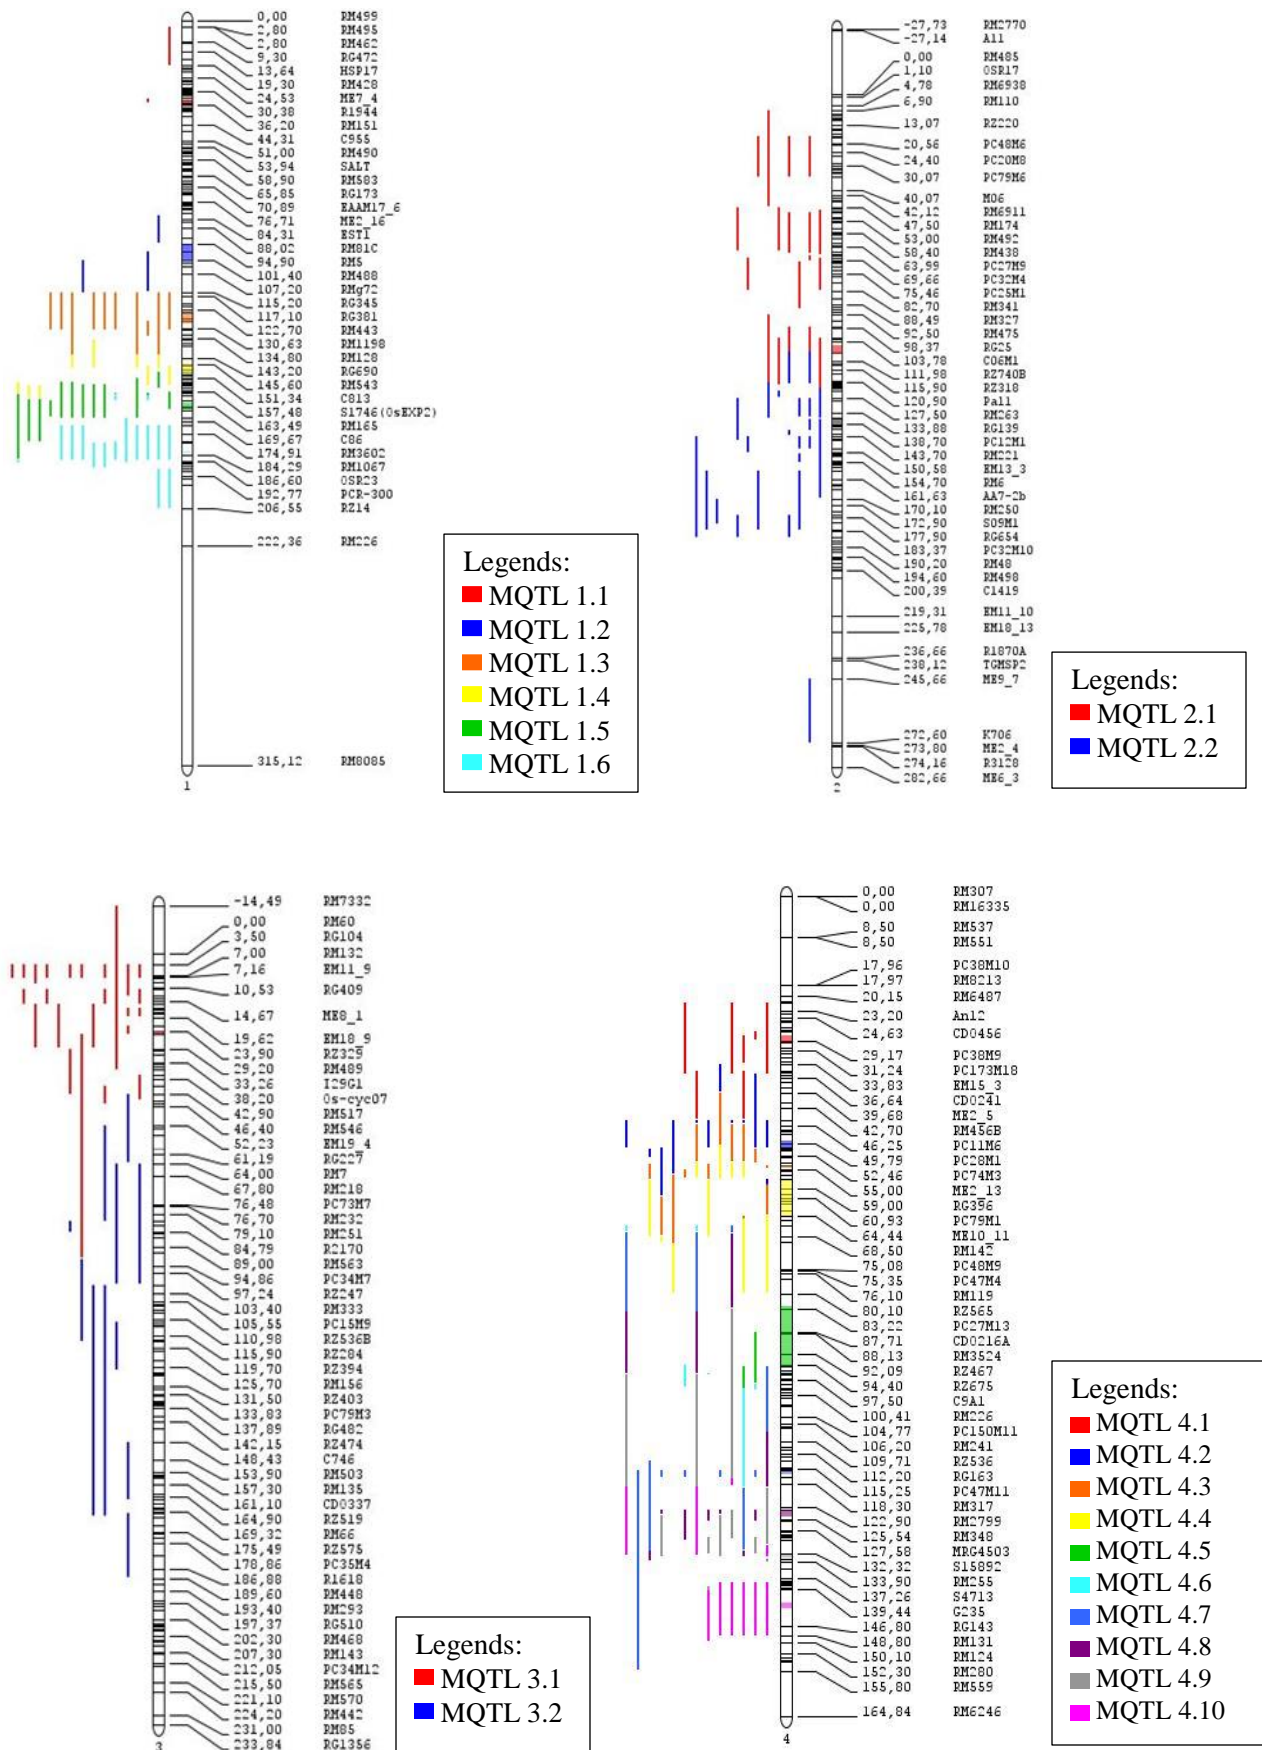 0,00 RM499
2,80 RM495
2,80 RM462
9,30 RG472
13,64 HSP17
19,30 RM428
24,53 ME7_4
30,38 R1944
36,20 RM151
44,31 C955
51,00 RM490
53,94 SALT
58,90 RM583
65,85 RG173
70,89 EAAM17_6
76,71 ME2_16
84,31 EST1
88,02 RM81C
94,90 RM5
101,40 RM488
107,20 RMg72
115,20 RG345
117,10 RG381
122,70 RM443
130,63 RM1198
134,80 RM128
143,20 RG690
145,60 RM543
151,34 C813
157,48 S1746(OsEXP2)
163,49 RM165
169,67 C86
174,91 RM3602
184,29 RM1067
186,60 OSR23
192,77 PCR-300
206,55 RZ14
222,36 RM226
315,12 RM8085
1
Legends:
MQTL 1.1
MQTL 1.2
MQTL 1.3
MQTL 1.4
MQTL 1.5
MQTL 1.6
-27,73 RM2770
-27,14 A11
0,00 RM485
1,10 OSR17
4,78 RM6938
6,90 RM110
13,07 RZ220
20,56 PC48M6
24,40 PC20M8
30,07 PC79M6
40,07 M06
42,12 RM6911
47,50 RM174
53,00 RM492
58,40 RM438
63,99 PC27M9
69,66 PC32M4
75,46 PC25M1
82,70 RM341
88,49 RM327
92,50 RM475
98,37 RG25
103,78 C06M1
111,98 RZ740B
115,90 RZ318
120,90 Pal1
127,50 RM263
133,88 RG139
138,70 PC12M1
143,70 RM221
150,58 EM13_3
154,70 RM6
161,63 AA7-2b
170,10 RM250
172,90 S09M1
177,90 RG654
183,37 PC32M10
190,20 RM48
194,60 RM498
200,39 C1419
219,31 EM11_10
225,78 EM18_13
236,66 R1870A
238,12 TGMSP2
245,66 ME9_7
272,60 K706
273,80 ME2_4
274,16 R3128
282,66 ME6_3
2
Legends:
MQTL 2.1
MQTL 2.2
-14,49 RM7332
0,00 RM60
3,50 RG104
7,00 RM132
7,16 EM11_9
10,53 RG409
14,67 ME8_1
19,62 EM18_9
23,90 RZ329
29,20 RM489
33,26 I29G1
38,20 Os-cyc07
42,90 RM517
46,40 RM546
52,23 EM19_4
61,19 RG227
64,00 RM7
67,80 RM218
76,48 PC73M7
76,70 RM232
79,10 RM251
84,79 R2170
89,00 RM563
94,86 PC34M7
97,24 RZ247
103,40 RM333
105,55 PC15M9
110,98 RZ536B
115,90 RZ284
119,70 RZ394
125,70 RM156
131,50 RZ403
133,83 PC79M3
137,89 RG482
142,15 RZ474
148,43 C746
153,90 RM503
157,30 RM135
161,10 CDO337
164,90 RZ519
169,32 RM66
175,49 RZ575
178,86 PC35M4
186,88 R1618
189,60 RM448
193,40 RM293
197,37 RG510
202,30 RM468
207,30 RM143
212,05 PC34M12
215,50 RM565
221,10 RM570
224,20 RM442
231,00 RM85
233,84 RG1356
3
Legends:
MQTL 3.1
MQTL 3.2
0,00 RM307
0,00 RM16335
8,50 RM537
8,50 RM551
17,96 PC38M10
17,97 RM8213
20,15 RM6487
23,20 An12
24,63 CDO456
29,17 PC38M9
31,24 PC173M18
33,83 EM15_3
36,64 CDO241
39,68 ME2_5
42,70 RM456B
46,25 PC11M6
49,79 PC28M1
52,46 PC74M3
55,00 ME2_13
59,00 RG396
60,93 PC79M1
64,44 ME10_11
68,50 RM142
75,08 PC48M9
75,35 PC47M4
76,10 RM119
80,10 RZ565
83,22 PC27M13
87,71 CDO216A
88,13 RM3524
92,09 RZ467
94,40 RZ675
97,50 C9A1
100,41 RM226
104,77 PC150M11
106,20 RM241
109,71 RZ536
112,20 RG163
115,25 PC47M11
118,30 RM317
122,90 RM2799
125,54 RM348
127,58 MRG4503
132,32 S15892
133,90 RM255
137,26 S4713
139,44 G235
146,80 RG143
148,80 RM131
150,10 RM124
152,30 RM280
155,80 RM559
164,84 RM6246
4
Legends:
MQTL 4.1
MQTL 4.2
MQTL 4.3
MQTL 4.4
MQTL 4.5
MQTL 4.6
MQTL 4.7
MQTL 4.8
MQTL 4.9
MQTL 4.10